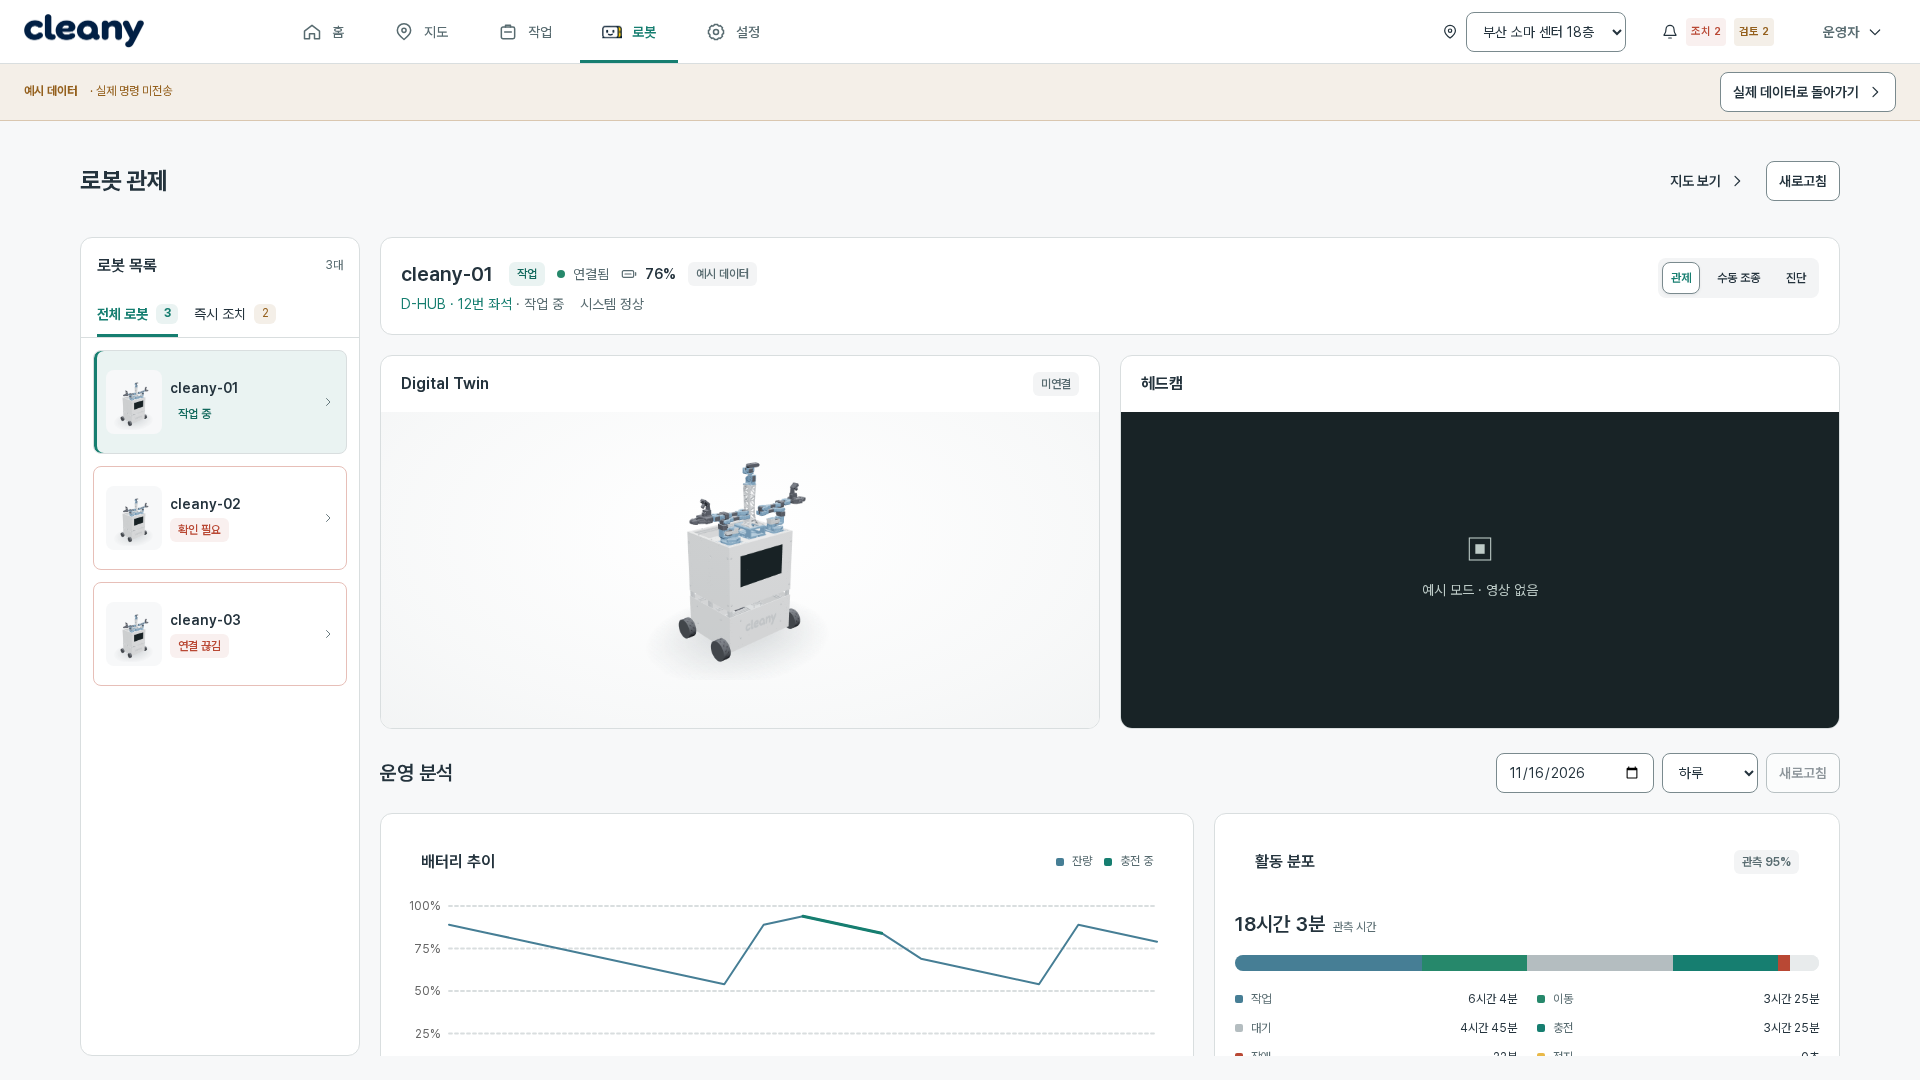 cleany
홈
지도
작업
로봇
설정
부산 소마 센터 18층
조치 2
검토 2
운영자
예시 데이터 · 실제 명령 미전송
실제 데이터로 돌아가기
로봇 관제
지도 보기
새로고침
로봇 목록
3대
전체 로봇 3
즉시 조치 2
cleany-01
작업 중
cleany-02
확인 필요
cleany-03
연결 끊김
cleany-01 작업 연결됨 76% 예시 데이터
D-HUB · 12번 좌석 · 작업 중 시스템 정상
관제
수동 조종
진단
Digital Twin
미연결
cleany
헤드캠
예시 모드 · 영상 없음
운영 분석
11/16/2026
하루
새로고침
배터리 추이
잔량
충전 중
100%
75%
50%
25%
활동 분포
관측 95%
18시간 3분 관측 시간
작업 6시간 4분
이동 3시간 25분
대기 4시간 45분
충전 3시간 25분